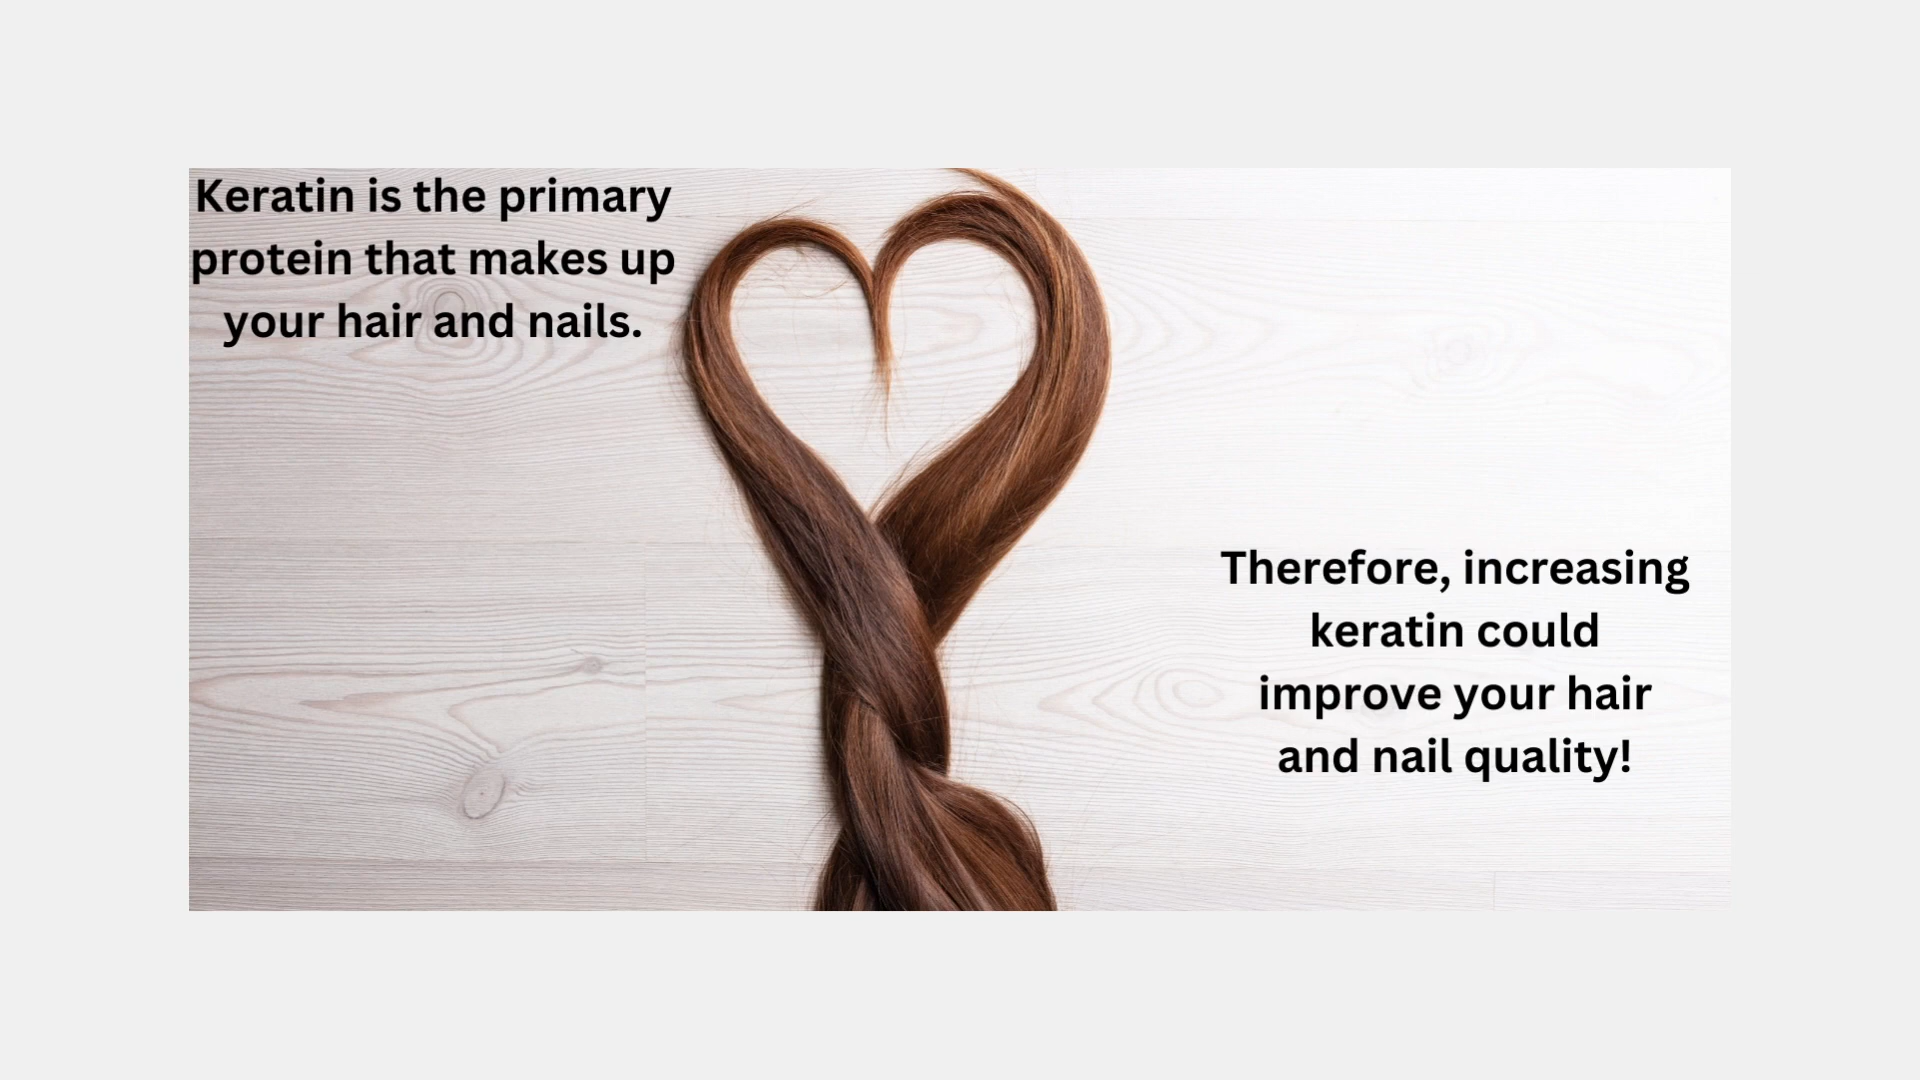 Keratin is the primary
protein that makes up
your hair and nails.
Therefore, increasing
keratin could
improve your hair
and nail quality!